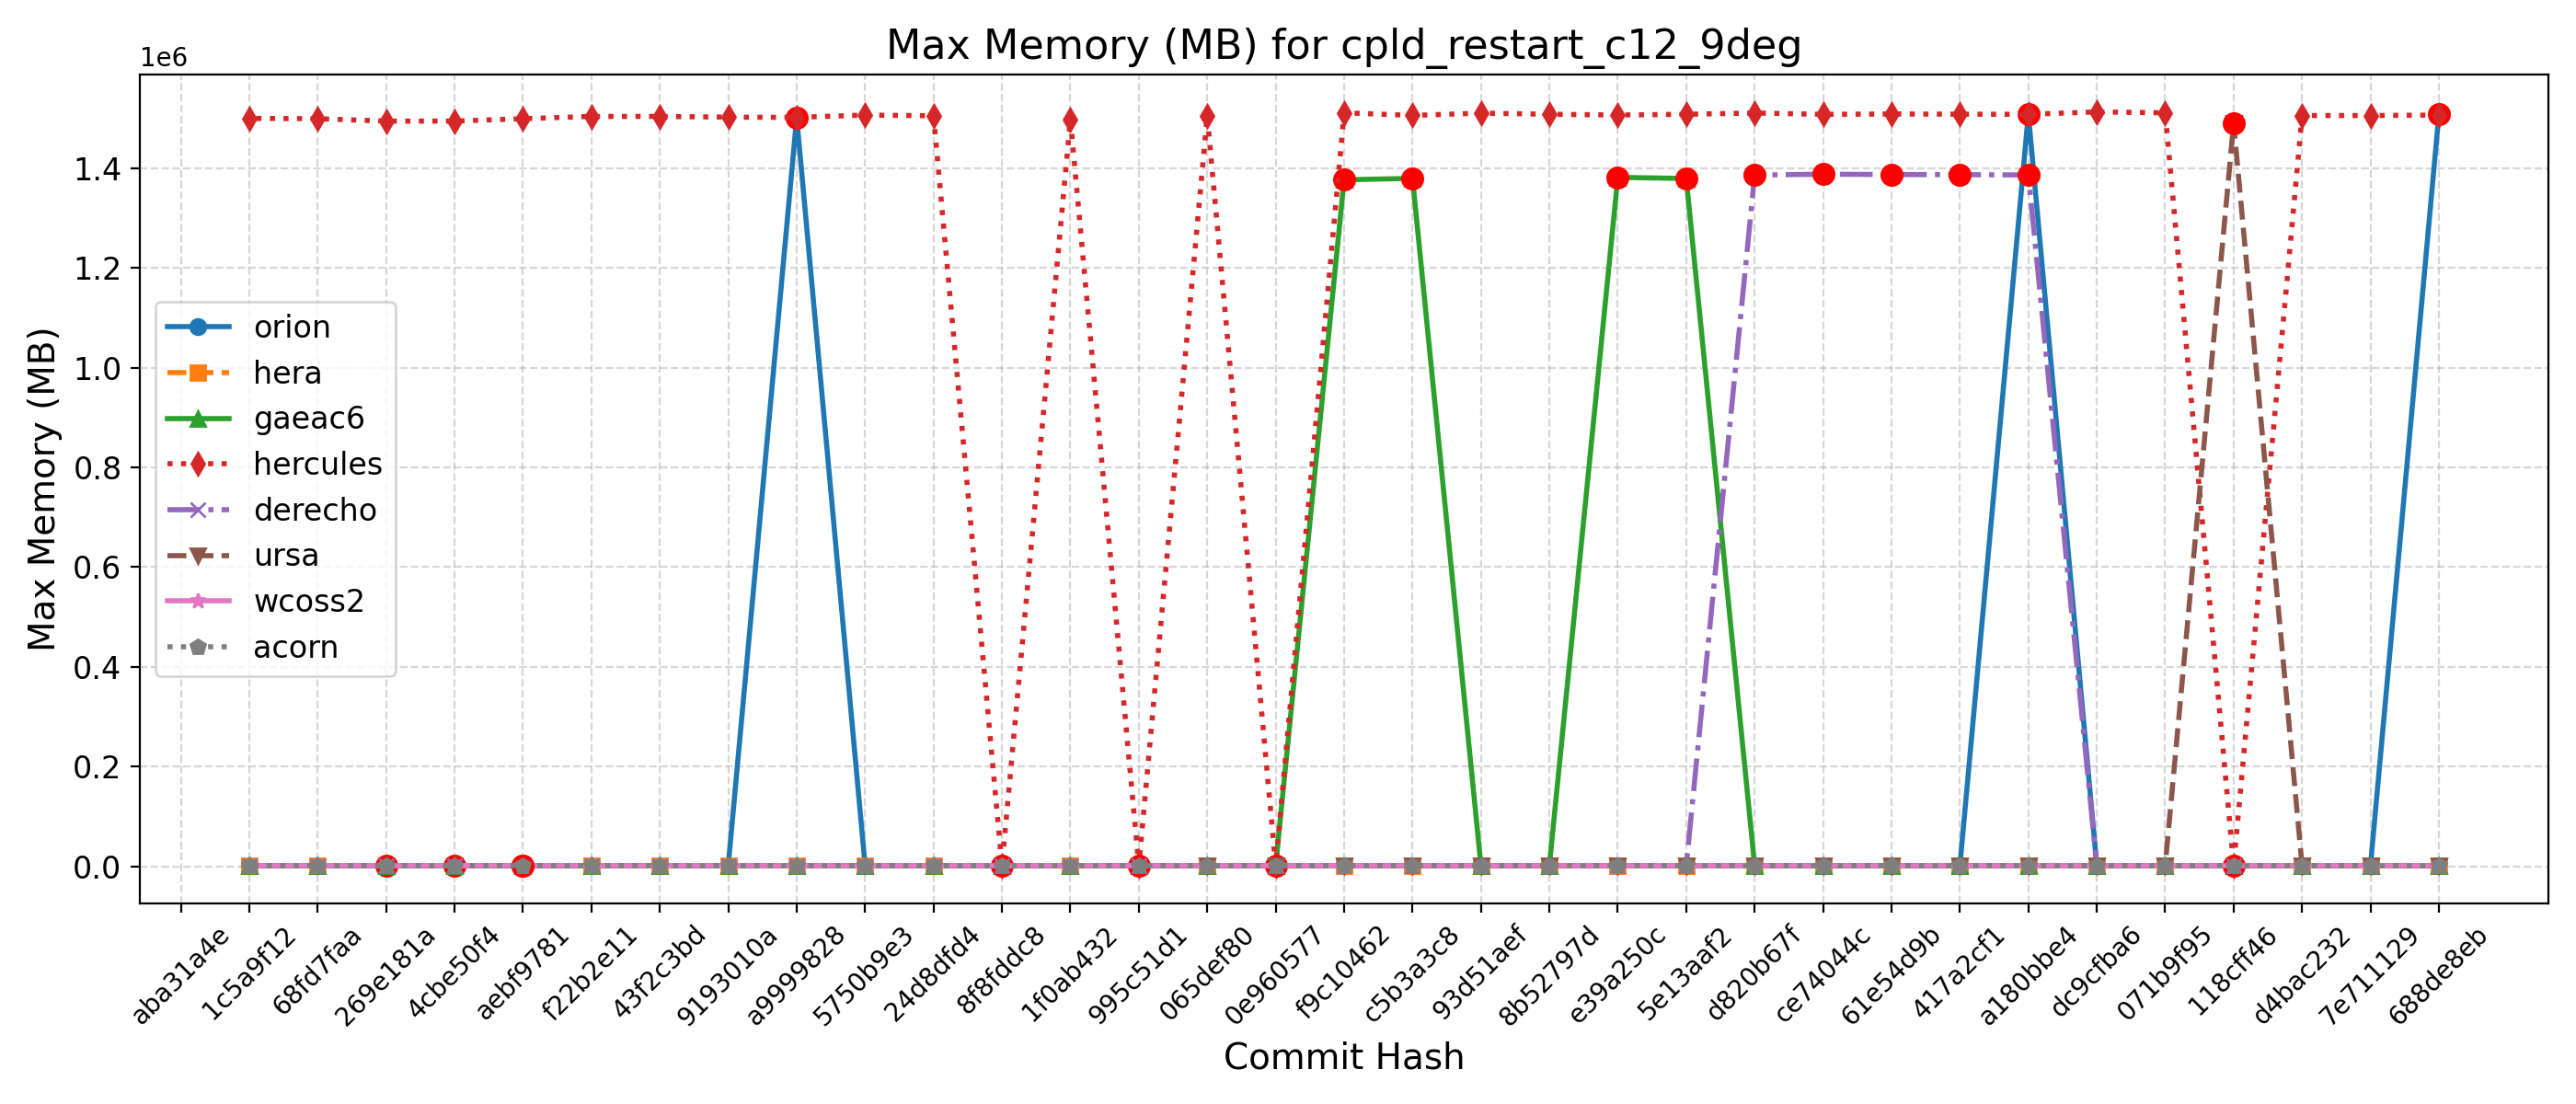 Max Memory (MB) for cpld_restart_c12_9deg
1e6
Max Memory (MB)
1.4
1.2
1.0
0.8
0.6
0.4
0.2
0.0
orion
hera
gaeac6
hercules
derecho
ursa
wcoss2
acorn
aba31a4e
1c5a9f12
68fd7faa
269e181a
4cbe50f4
aebf9781
f22b2e11
43f2c3bd
9193010a
a9999828
5750b9e3
24d8dfd4
8f8fddc8
1f0ab432
995c51d1
065def80
0e960577
f9c10462
c5b3a3c8
93d51aef
8b52797d
e39a250c
5e13aaf2
d820b67f
ce74044c
61e54d9b
417a2cf1
a180bbe4
dc9cfba6
071b9f95
118cff46
d4bac232
7e711129
688de8eb
Commit Hash